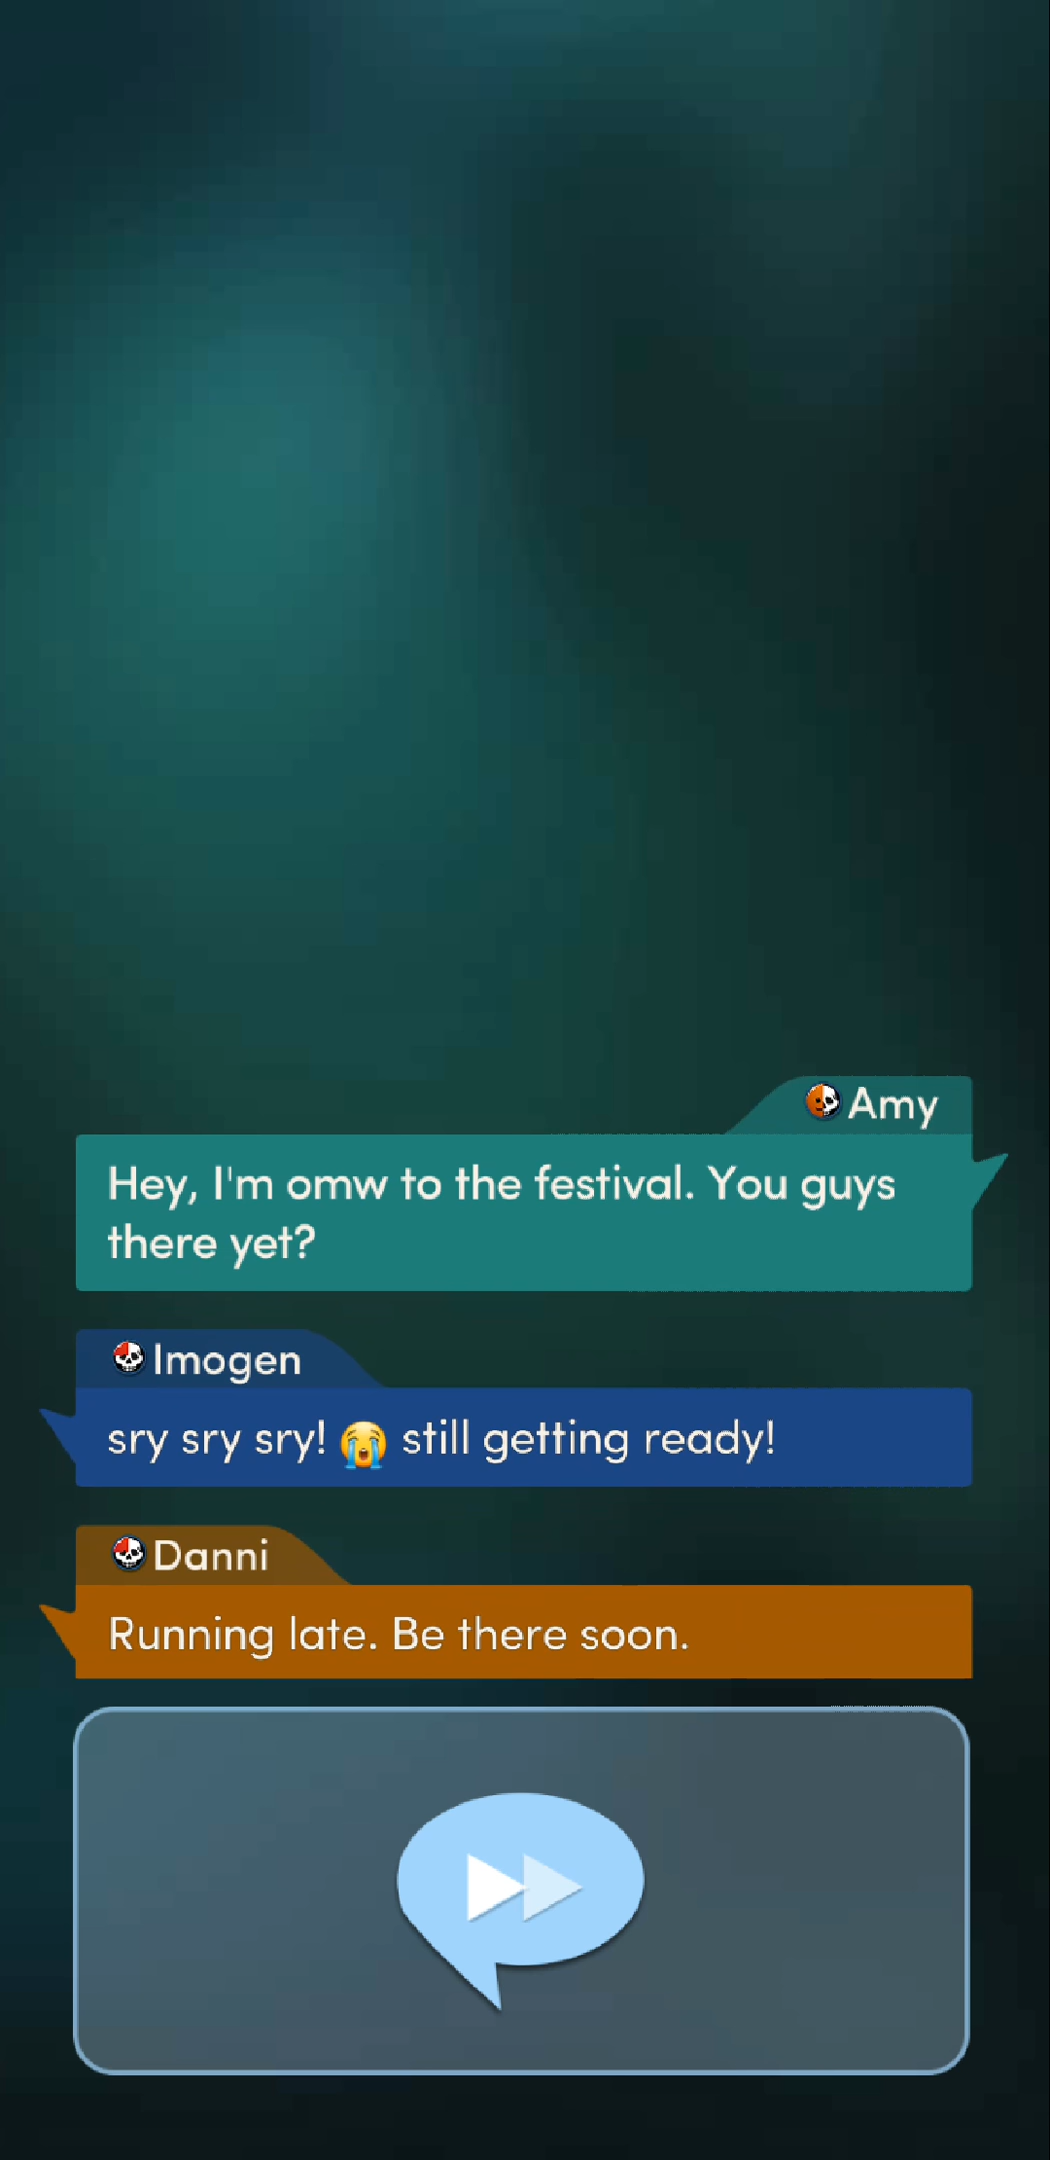 Amy
Hey, I'm omw to the festival. You guys
there yet?
Imogen
sry sry sry! 😭 still getting ready!
Danni
Running late. Be there soon.